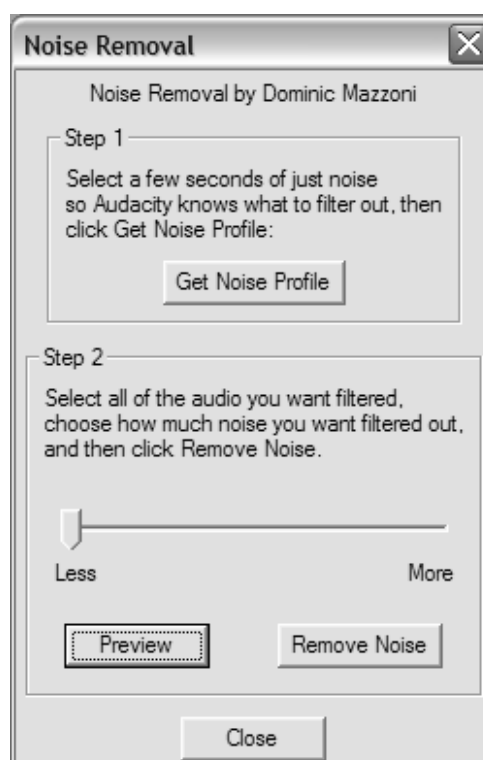 Noise Removal
Noise Removal by Dominic Mazzoni
Step 1
Select a few seconds of just noise
so Audacity knows what to filter out, then
click Get Noise Profile:
Get Noise Profile
Step 2
Select all of the audio you want filtered,
choose how much noise you want filtered out,
and then click Remove Noise.
Less More
Preview Remove Noise
Close